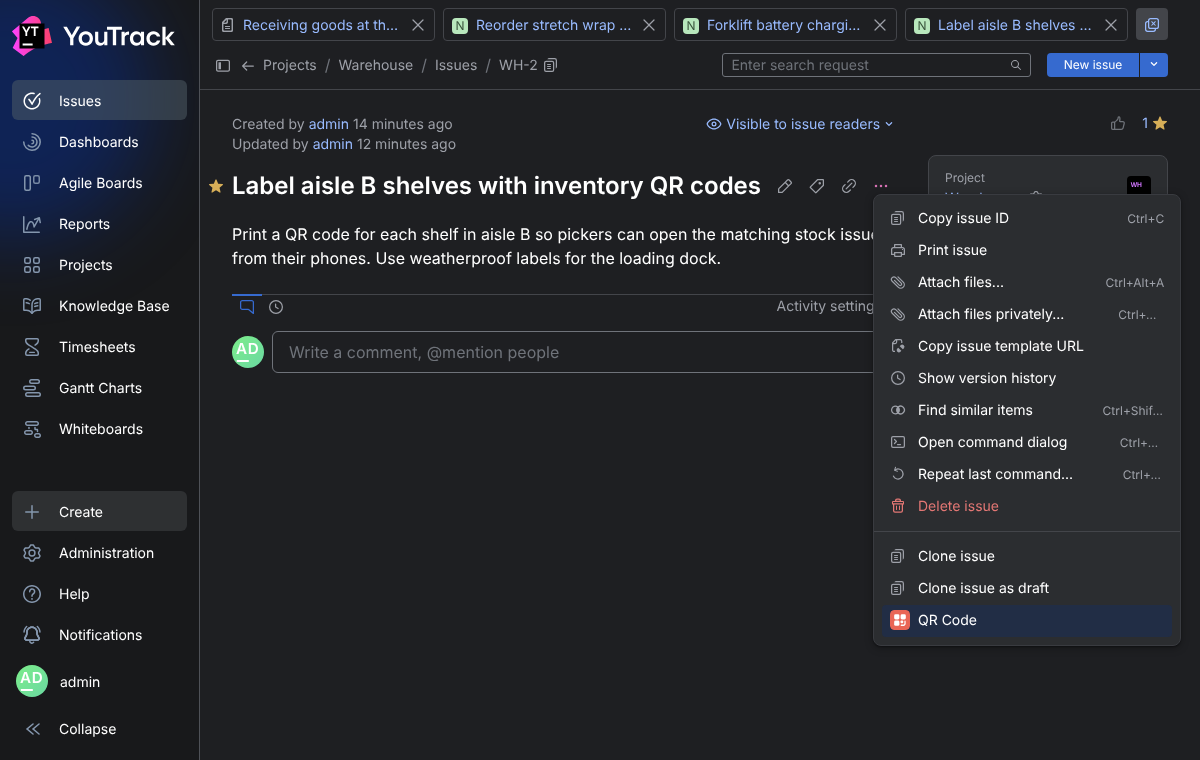 YT YouTrack
Issues
Dashboards
Agile Boards
Reports
Projects
Knowledge Base
Timesheets
Gantt Charts
Whiteboards
Create
Administration
Help
Notifications
AD admin
Collapse
Receiving goods at th...
N Reorder stretch wrap ...
N Forklift battery chargi...
N Label aisle B shelves ...
Projects / Warehouse / Issues / WH-2
Enter search request
New issue
Created by admin 14 minutes ago
Updated by admin 12 minutes ago
Visible to issue readers
1
Label aisle B shelves with inventory QR codes
Print a QR code for each shelf in aisle B so pickers can open the matching stock issue
from their phones. Use weatherproof labels for the loading dock.
Activity setting
AD
Write a comment, @mention people
Project
WH
Copy issue ID Ctrl+C
Print issue
Attach files... Ctrl+Alt+A
Attach files privately... Ctrl+...
Copy issue template URL
Show version history
Find similar items Ctrl+Shif...
Open command dialog Ctrl+...
Repeat last command... Ctrl+...
Delete issue
Clone issue
Clone issue as draft
QR Code